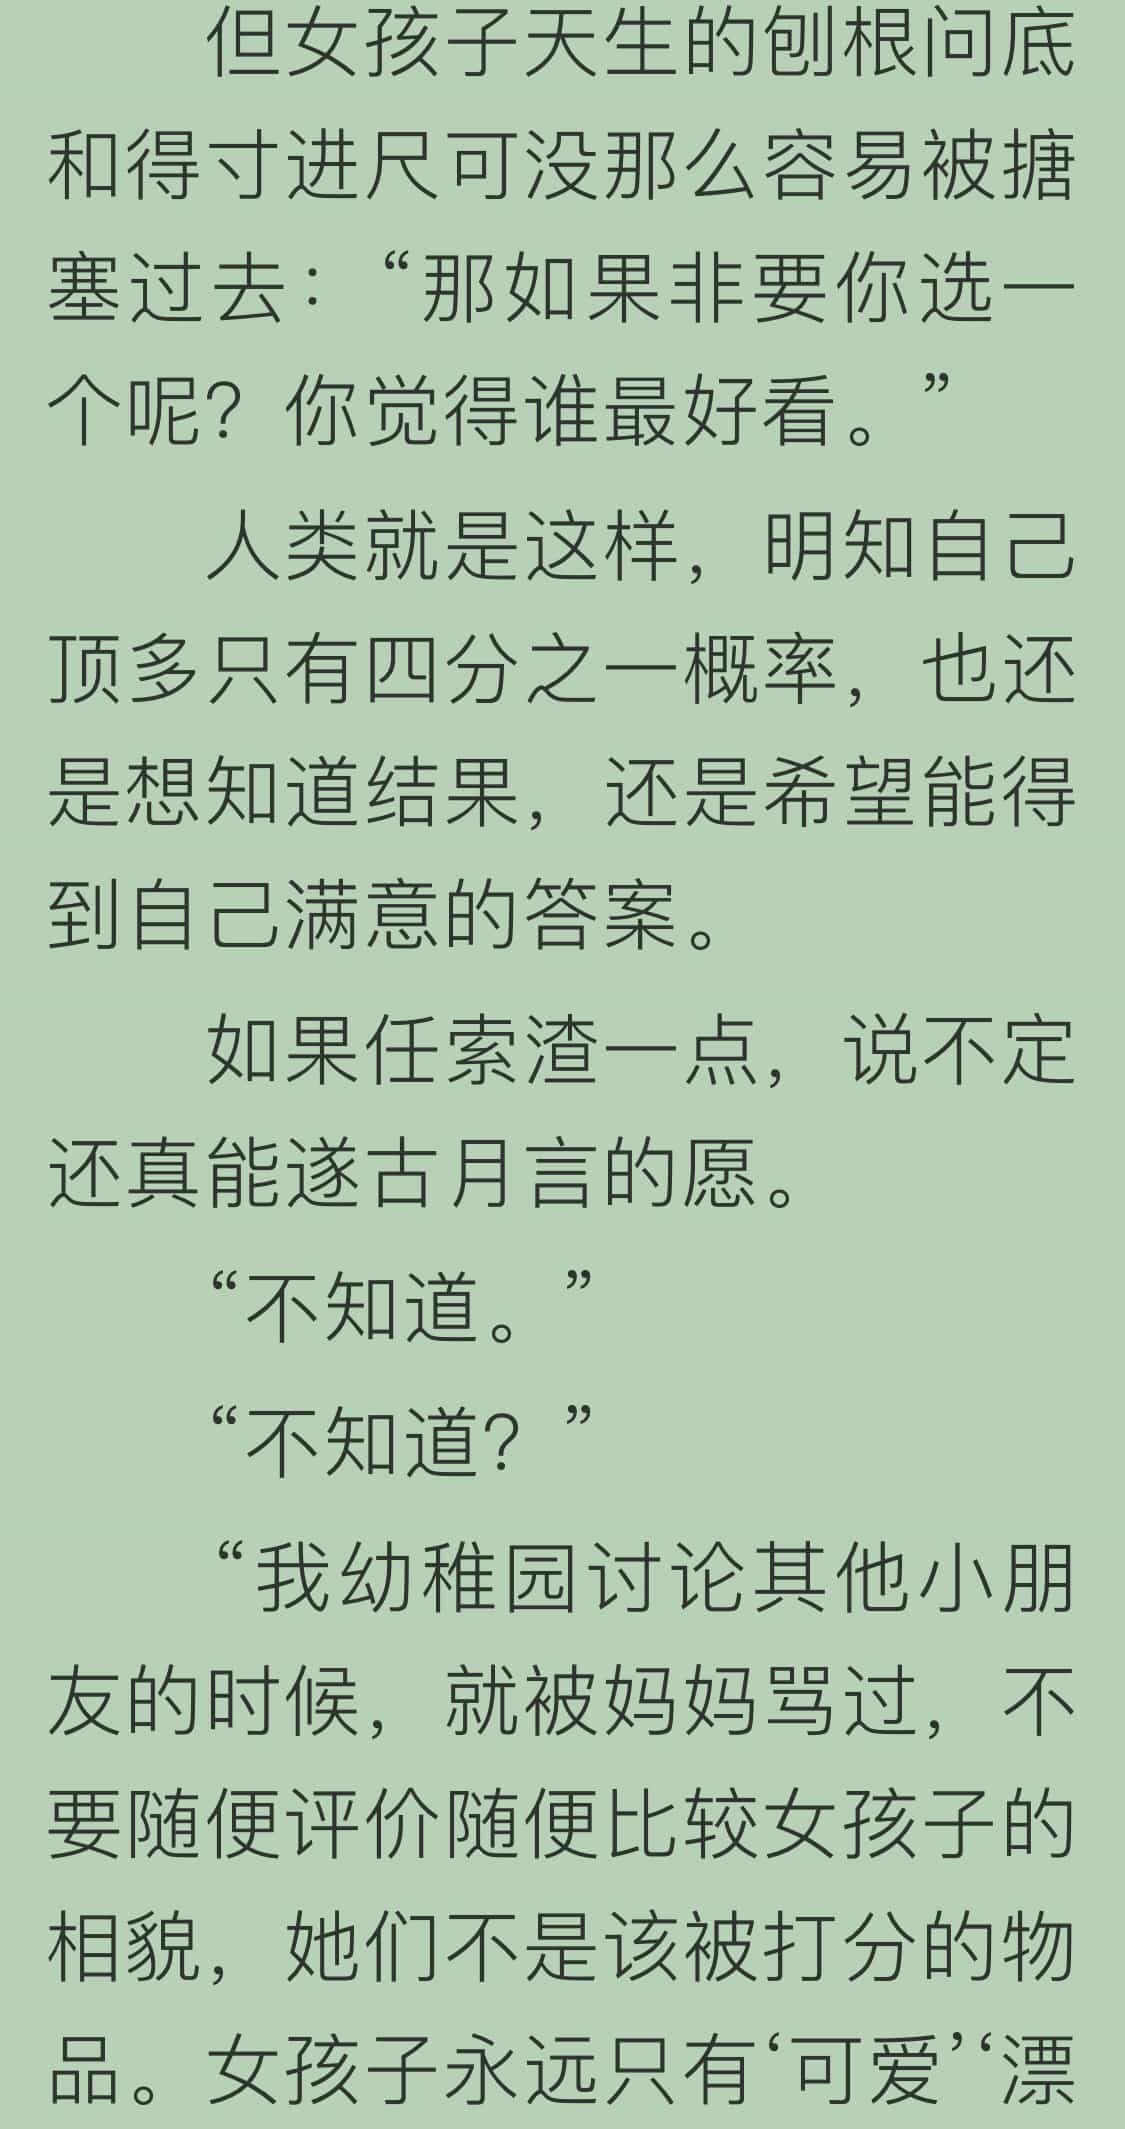 但女孩子天生的刨根问底
和得寸进尺可没那么容易被搪
塞过去：“那如果非要你选一
个呢？你觉得谁最好看。”
人类就是这样，明知自己
顶多只有四分之一概率，也还
是想知道结果，还是希望能得
到自己满意的答案。
如果任索渣一点，说不定
还真能遂古月言的愿。
“不知道。”
“不知道？”
“我幼稚园讨论其他小朋
友的时候，就被妈妈骂过，不
要随便评价随便比较女孩子的
相貌，她们不是该被打分的物
品。女孩子永远只有‘可爱’‘漂